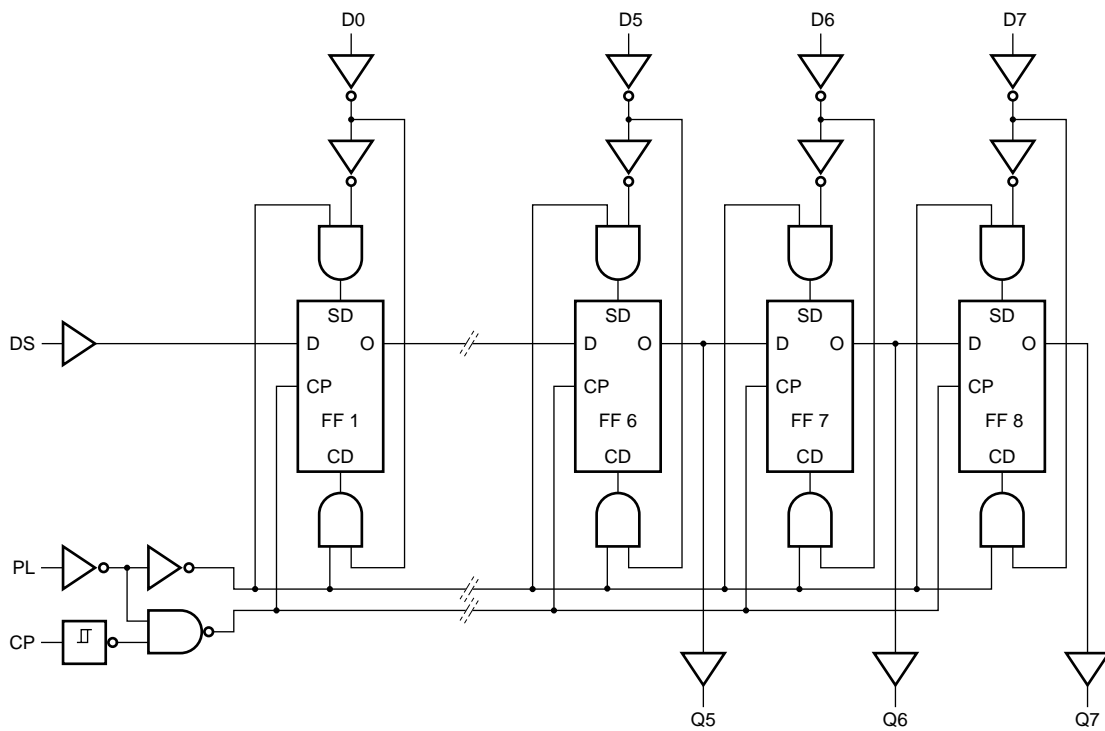 D0 D5 D6 D7
SD SD SD SD
DS D O D O D O D O
CP CP CP CP
FF 1 FF 6 FF 7 FF 8
CD CD CD CD
PL
CP
Q5 Q6 Q7